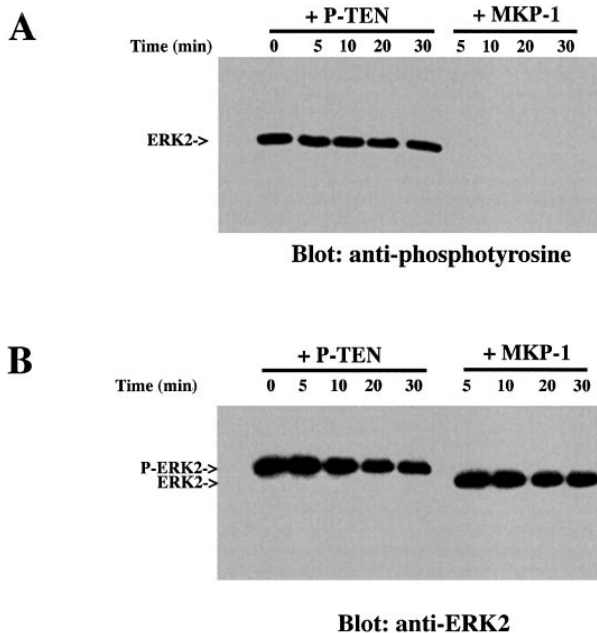 A
+ P-TEN + MKP-1
Time (min) 0 5 10 20 30 5 10 20 30
ERK2->
Blot: anti-phosphotyrosine
B
+ P-TEN + MKP-1
Time (min) 0 5 10 20 30 5 10 20 30
P-ERK2->
ERK2->
Blot: anti-ERK2